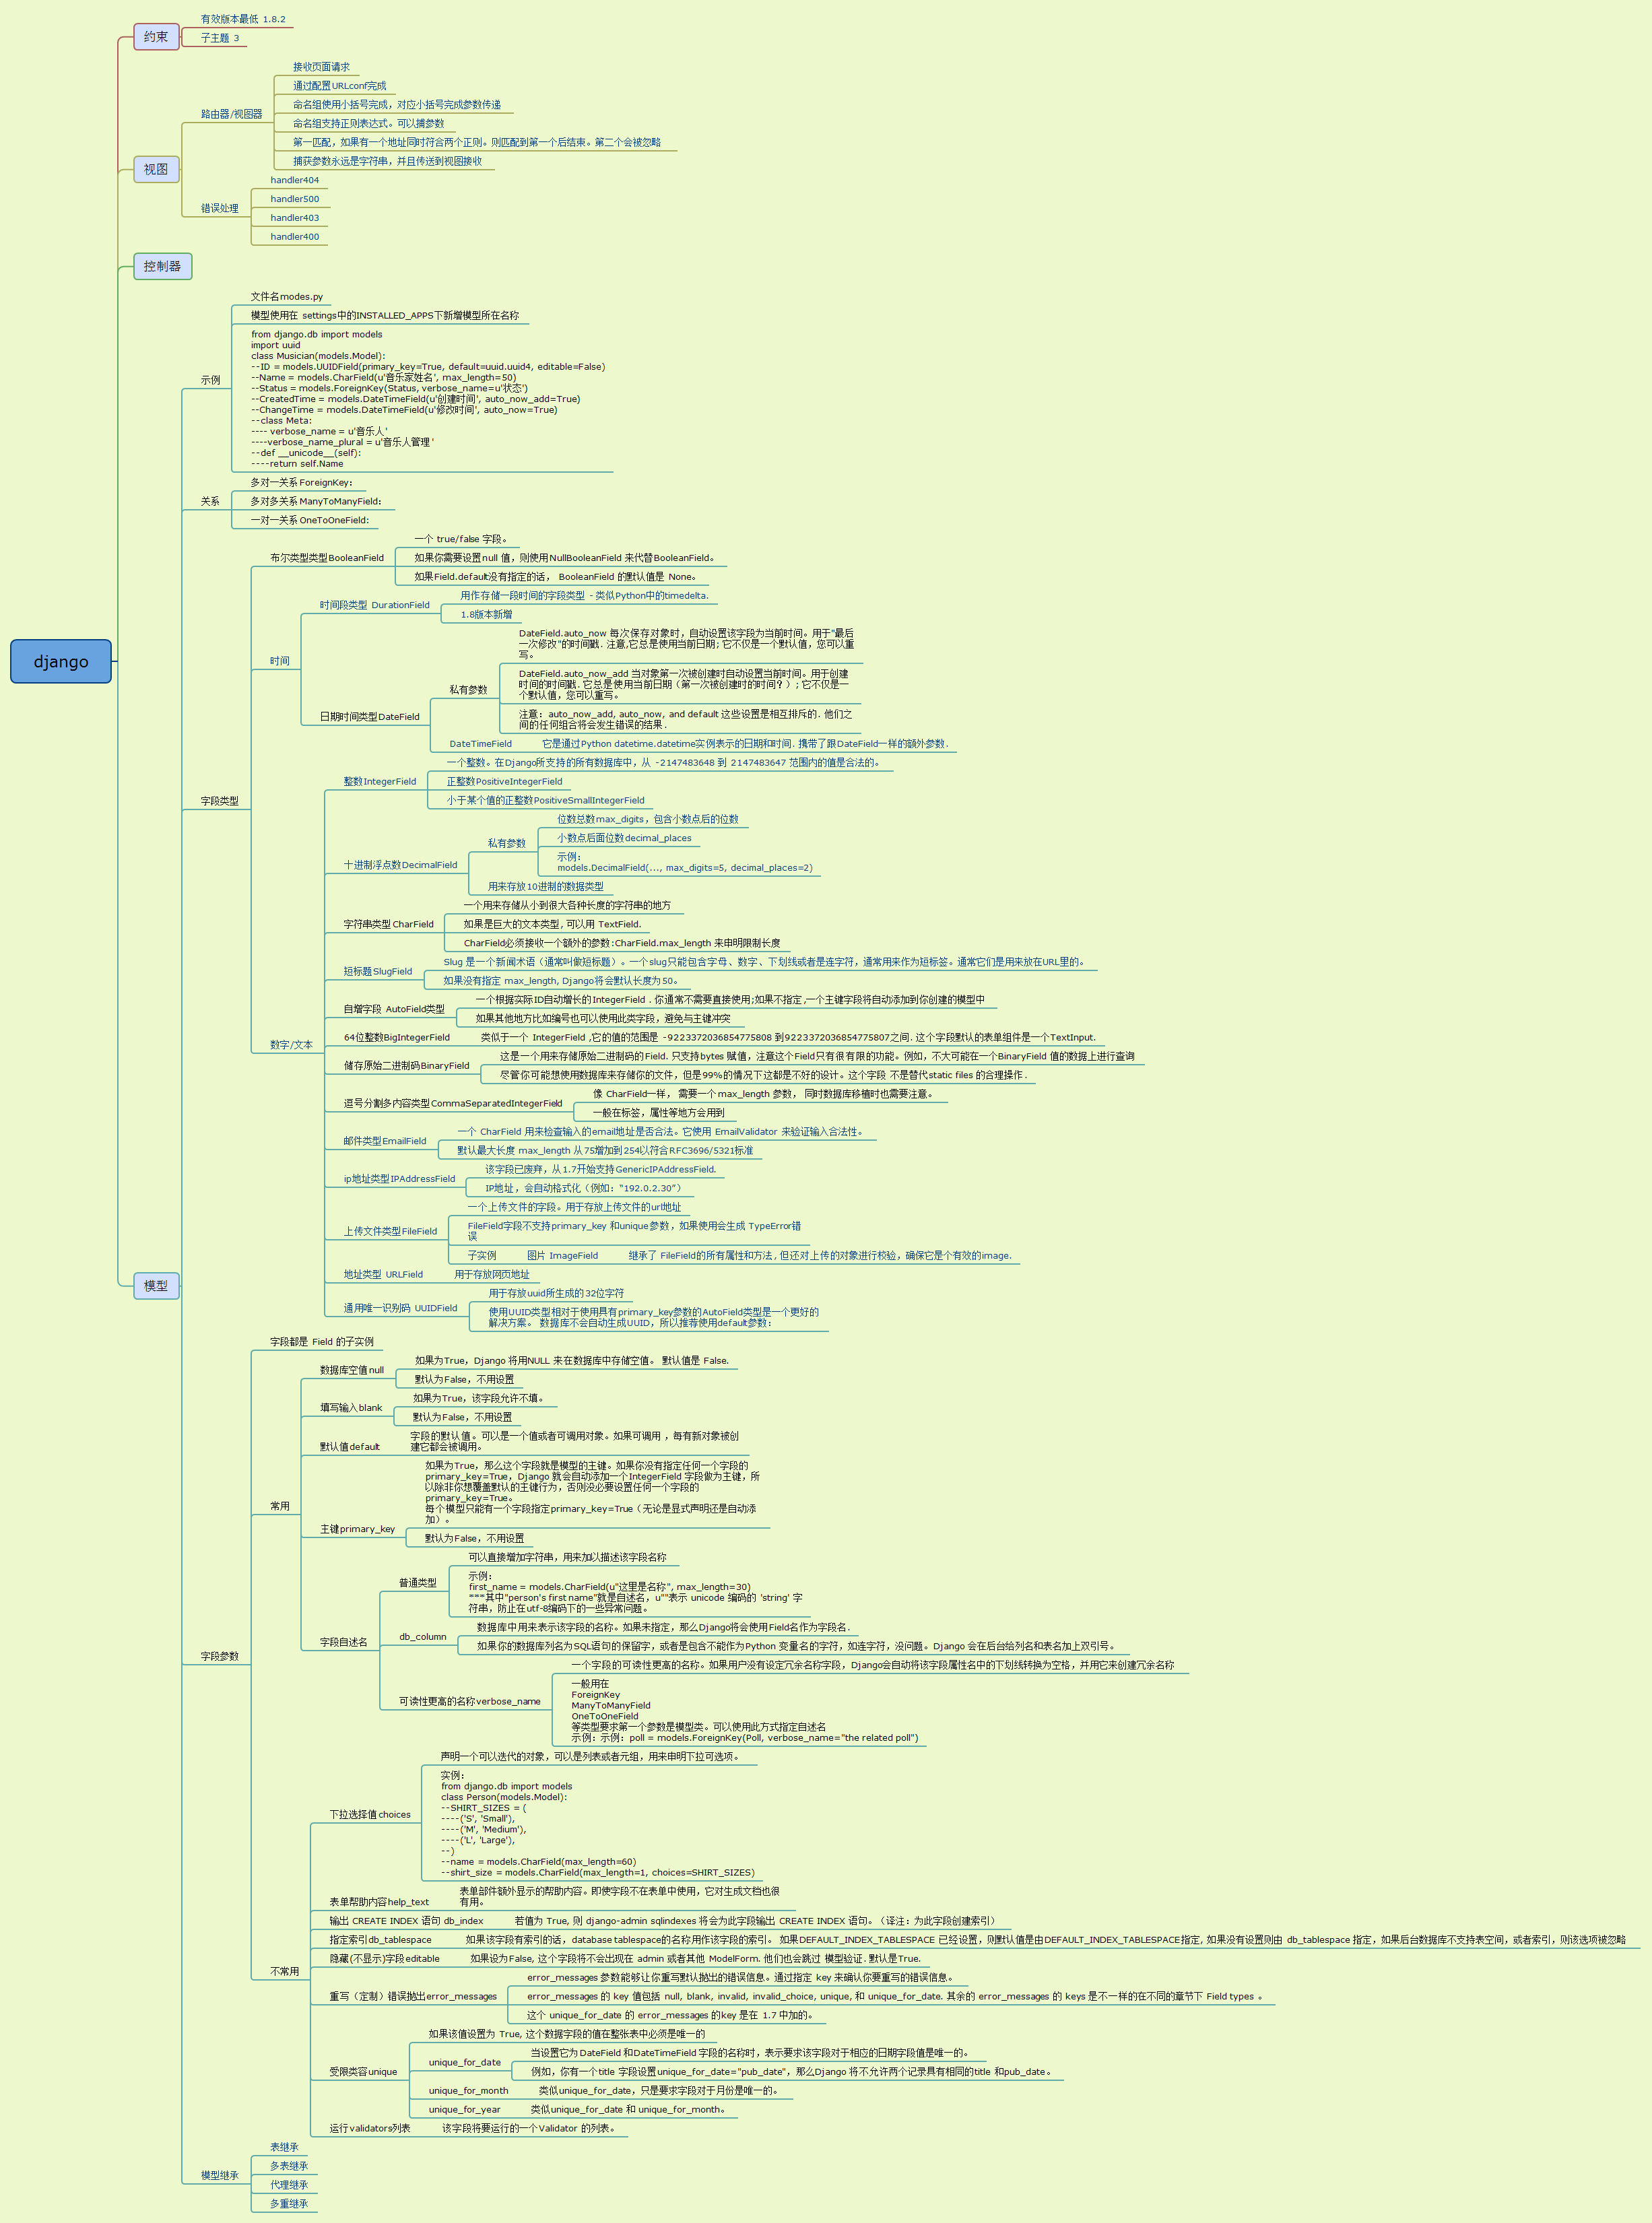 django
约束
有效版本最低 1.8.2
子主题 3
视图
路由器/视图器
接收页面请求
通过配置URLconf完成
命名组使用小括号完成，对应小括号完成参数传递
命名组支持正则表达式。可以捕参数
第一匹配，如果有一个地址同时符合两个正则。则匹配到第一个后结束。第二个会被忽略
捕获参数永远是字符串，并且传送到视图接收
错误处理
handler404
handler500
handler403
handler400
控制器
模型
示例
文件名modes.py
模型使用在 settings中的INSTALLED_APPS下新增模型所在名称
from django.db import models
import uuid
class Musician(models.Model):
--ID = models.UUIDField(primary_key=True, default=uuid.uuid4, editable=False)
--Name = models.CharField(u'音乐家姓名', max_length=50)
--Status = models.ForeignKey(Status, verbose_name=u'状态')
--CreatedTime = models.DateTimeField(u'创建时间', auto_now_add=True)
--ChangeTime = models.DateTimeField(u'修改时间', auto_now=True)
--class Meta:
---- verbose_name = u'音乐人'
----verbose_name_plural = u'音乐人管理'
--def __unicode__(self):
----return self.Name
关系
多对一关系 ForeignKey:
多对多关系 ManyToManyField:
一对一关系 OneToOneField:
字段类型
布尔类型类型BooleanField
一个 true/false 字段。
如果你需要设置null 值，则使用NullBooleanField 来代替BooleanField。
如果Field.default没有指定的话， BooleanField 的默认值是 None。
时间
时间段类型 DurationField
用作存储一段时间的字段类型 - 类似Python中的timedelta.
1.8版本新增
日期时间类型DateField
私有参数
DateField.auto_now 每次保存对象时，自动设置该字段为当前时间。用于"最后
一次修改"的时间戳. 注意,它总是使用当前日期; 它不仅是一个默认值，您可以重
写。
DateField.auto_now_add 当对象第一次被创建时自动设置当前时间。用于创建
时间的时间戳. 它总是使用当前日期（第一次被创建时的时间？）; 它不仅是一
个默认值，您可以重写。
注意：auto_now_add, auto_now, and default 这些设置是相互排斥的. 他们之
间的任何组合将会发生错误的结果.
DateTimeField
它是通过Python datetime.datetime实例表示的日期和时间. 携带了跟DateField一样的额外参数.
数字/文本
整数IntegerField
一个整数。在Django所支持的所有数据库中，从 -2147483648 到 2147483647 范围内的值是合法的。
正整数PositiveIntegerField
小于某个值的正整数PositiveSmallIntegerField
十进制浮点数DecimalField
私有参数
位数总数max_digits，包含小数点后的位数
小数点后面位数decimal_places
示例：
models.DecimalField(..., max_digits=5, decimal_places=2)
用来存放10进制的数据类型
字符串类型 CharField
一个用来存储从小到很大各种长度的字符串的地方
如果是巨大的文本类型, 可以用 TextField.
CharField必须接收一个额外的参数:CharField.max_length 来申明限制长度
短标题SlugField
Slug 是一个新闻术语（通常叫做短标题）。一个slug只能包含字母、数字、下划线或者是连字符，通常用来作为短标签。通常它们是用来放在URL里的。
如果没有指定 max_length, Django将会默认长度为50。
自增字段 AutoField类型
一个根据实际ID自动增长的IntegerField . 你通常不需要直接使用;如果不指定,一个主键字段将自动添加到你创建的模型中
如果其他地方比如编号也可以使用此类字段，避免与主键冲突
64位整数BigIntegerField
类似于一个 IntegerField ,它的值的范围是 -9223372036854775808 到9223372036854775807之间. 这个字段默认的表单组件是一个TextInput.
储存原始二进制码BinaryField
这是一个用来存储原始二进制码的Field. 只支持bytes 赋值，注意这个Field只有很有限的功能。例如，不大可能在一个BinaryField 值的数据上进行查询
尽管你可能想使用数据库来存储你的文件，但是99%的情况下这都是不好的设计。这个字段 不是替代static files 的合理操作.
逗号分割多内容类型CommaSeparatedIntegerField
像 CharField一样， 需要一个max_length 参数， 同时数据库移植时也需要注意。
一般在标签，属性等地方会用到
邮件类型EmailField
一个 CharField 用来检查输入的email地址是否合法。它使用 EmailValidator 来验证输入合法性。
默认最大长度 max_length 从75增加到254以符合RFC3696/5321标准
ip地址类型IPAddressField
该字段已废弃，从1.7开始支持GenericIPAddressField.
IP地址，会自动格式化（例如：“192.0.2.30”）
上传文件类型FileField
一个上传文件的字段。用于存放上传文件的url地址
FileField字段不支持primary_key 和unique参数，如果使用会生成 TypeError错
误
子实例
图片 ImageField
继承了 FileField的所有属性和方法, 但还对上传的对象进行校验，确保它是个有效的image.
地址类型 URLField
用于存放网页地址
通用唯一识别码 UUIDField
用于存放uuid所生成的32位字符
使用UUID类型相对于使用具有primary_key参数的AutoField类型是一个更好的
解决方案。 数据库不会自动生成UUID，所以推荐使用default参数：
字段参数
字段都是 Field 的子实例
常用
数据库空值null
如果为True，Django 将用NULL 来在数据库中存储空值。 默认值是 False.
默认为False，不用设置
填写输入blank
如果为True，该字段允许不填。
默认为False，不用设置
默认值default
字段的默认值。可以是一个值或者可调用对象。如果可调用 ，每有新对象被创
建它都会被调用。
主键primary_key
如果为True，那么这个字段就是模型的主键。如果你没有指定任何一个字段的
primary_key=True，Django 就会自动添加一个IntegerField 字段做为主键，所
以除非你想覆盖默认的主键行为，否则没必要设置任何一个字段的
primary_key=True。
每个模型只能有一个字段指定primary_key=True（无论是显式声明还是自动添
加）。
默认为False，不用设置
字段自述名
普通类型
可以直接增加字符串，用来加以描述该字段名称
示例：
first_name = models.CharField(u"这里是名称", max_length=30)
***其中"person's first name"就是自述名，u""表示 unicode 编码的 'string' 字
符串，防止在utf-8编码下的一些异常问题。
db_column
数据库中用来表示该字段的名称。如果未指定，那么Django将会使用Field名作为字段名.
如果你的数据库列名为SQL语句的保留字，或者是包含不能作为Python 变量名的字符，如连字符，没问题。Django 会在后台给列名和表名加上双引号。
可读性更高的名称verbose_name
一个字段的可读性更高的名称。如果用户没有设定冗余名称字段，Django会自动将该字段属性名中的下划线转换为空格，并用它来创建冗余名称
一般用在
ForeignKey
ManyToManyField
OneToOneField
等类型要求第一个参数是模型类。可以使用此方式指定自述名
示例：示例：poll = models.ForeignKey(Poll, verbose_name="the related poll")
不常用
下拉选择值choices
声明一个可以迭代的对象，可以是列表或者元组，用来申明下拉可选项。
实例：
from django.db import models
class Person(models.Model):
--SHIRT_SIZES = (
----('S', 'Small'),
----('M', 'Medium'),
----('L', 'Large'),
--)
--name = models.CharField(max_length=60)
--shirt_size = models.CharField(max_length=1, choices=SHIRT_SIZES)
表单帮助内容help_text
表单部件额外显示的帮助内容。即使字段不在表单中使用，它对生成文档也很
有用。
输出 CREATE INDEX 语句 db_index
若值为 True, 则 django-admin sqlindexes 将会为此字段输出 CREATE INDEX 语句。（译注：为此字段创建索引）
指定索引db_tablespace
如果该字段有索引的话，database tablespace的名称用作该字段的索引。 如果DEFAULT_INDEX_TABLESPACE 已经设置，则默认值是由DEFAULT_INDEX_TABLESPACE指定, 如果没有设置则由 db_tablespace 指定，如果后台数据库不支持表空间，或者索引，则该选项被忽略
隐藏(不显示)字段editable
如果设为False, 这个字段将不会出现在 admin 或者其他 ModelForm. 他们也会跳过 模型验证. 默认是True.
重写（定制）错误抛出error_messages
error_messages 参数能够让你重写默认抛出的错误信息。通过指定 key 来确认你要重写的错误信息。
error_messages 的 key 值包括 null, blank, invalid, invalid_choice, unique, 和 unique_for_date. 其余的 error_messages 的 keys 是不一样的在不同的章节下 Field types 。
这个 unique_for_date 的 error_messages 的key 是在 1.7 中加的。
受限类容unique
如果该值设置为 True, 这个数据字段的值在整张表中必须是唯一的
unique_for_date
当设置它为DateField 和DateTimeField 字段的名称时，表示要求该字段对于相应的日期字段值是唯一的。
例如，你有一个title 字段设置unique_for_date="pub_date"，那么Django 将不允许两个记录具有相同的title 和pub_date。
unique_for_month
类似unique_for_date，只是要求字段对于月份是唯一的。
unique_for_year
类似unique_for_date 和 unique_for_month。
运行validators列表
该字段将要运行的一个Validator 的列表。
模型继承
表继承
多表继承
代理继承
多重继承